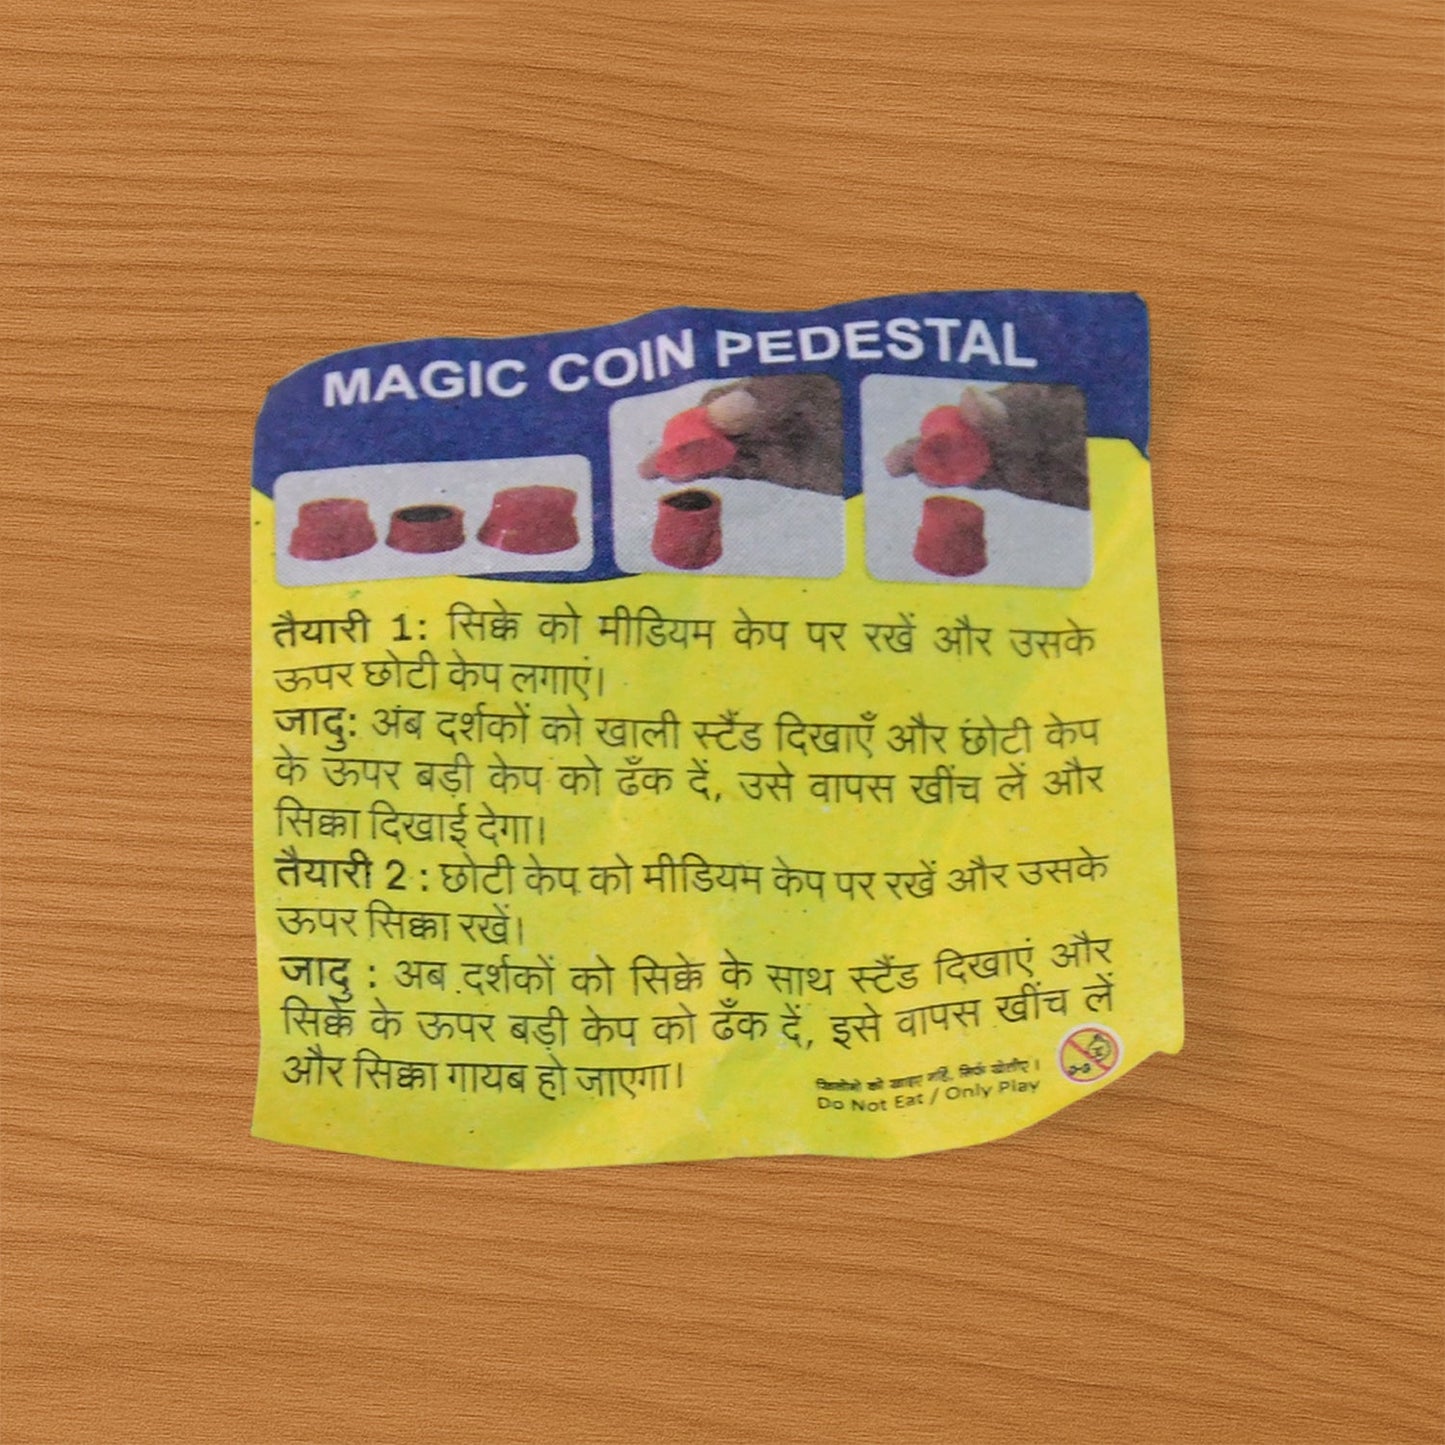 MAGIC COIN PEDESTAL
तैयारी 1: सिक्के को मीडियम केप पर रखें और उसके
ऊपर छोटी केप लगाएं।
जादु: अंब दर्शकों को खाली स्टैंड दिखाएँ और छोटी केप
के ऊपर बड़ी केप को ढँक दें, उसे वापस खींच लें और
सिक्का दिखाई देगा।
तैयारी 2 : छोटी केप को मीडियम केप पर रखें और उसके
ऊपर सिक्का रखें।
जादु : अब दर्शकों को सिक्के के साथ स्टैंड दिखाएं और
सिक्के के ऊपर बड़ी केप को ढँक दें, इसे वापस खींच लें
और सिक्का गायब हो जाएगा।
को खाइए नहिं, सिर्फ खेलीए।
Do Not Eat / Only Play